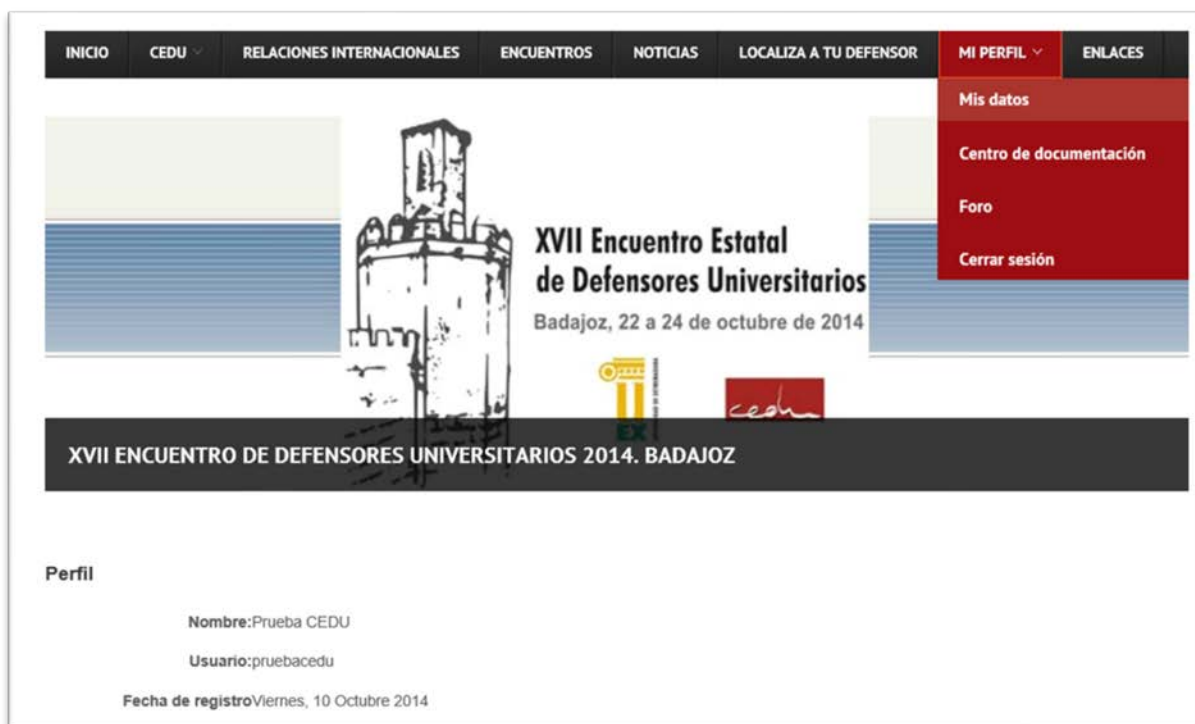 INICIO
CEDU
RELACIONES INTERNACIONALES
ENCUENTROS
NOTICIAS
LOCALIZA A TU DEFENSOR
MI PERFIL
ENLACES
Mis datos
Centro de documentación
Foro
Cerrar sesión
XVII Encuentro Estatal
de Defensores Universitarios
Badajoz, 22 a 24 de octubre de 2014
EX
cedu
XVII ENCUENTRO DE DEFENSORES UNIVERSITARIOS 2014. BADAJOZ
Perfil
Nombre:Prueba CEDU
Usuario:pruebacedu
Fecha de registroViernes, 10 Octubre 2014